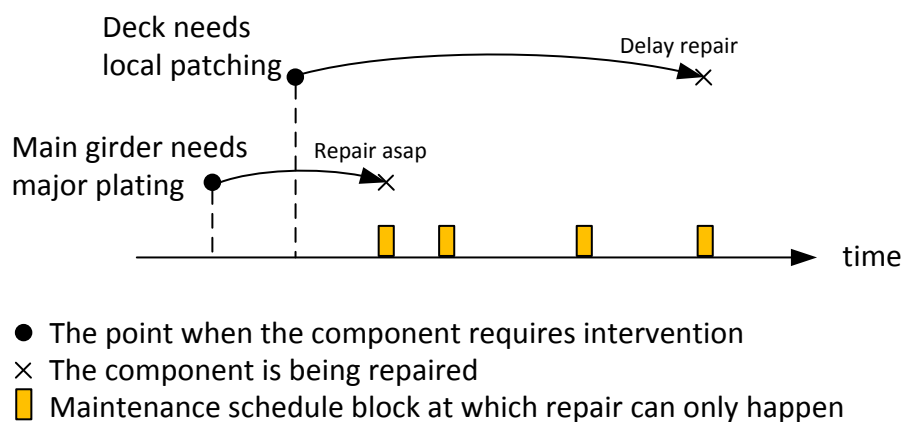 Deck needs
local patching
Delay repair
Main girder needs
major plating
Repair asap
time
The point when the component requires intervention
The component is being repaired
Maintenance schedule block at which repair can only happen